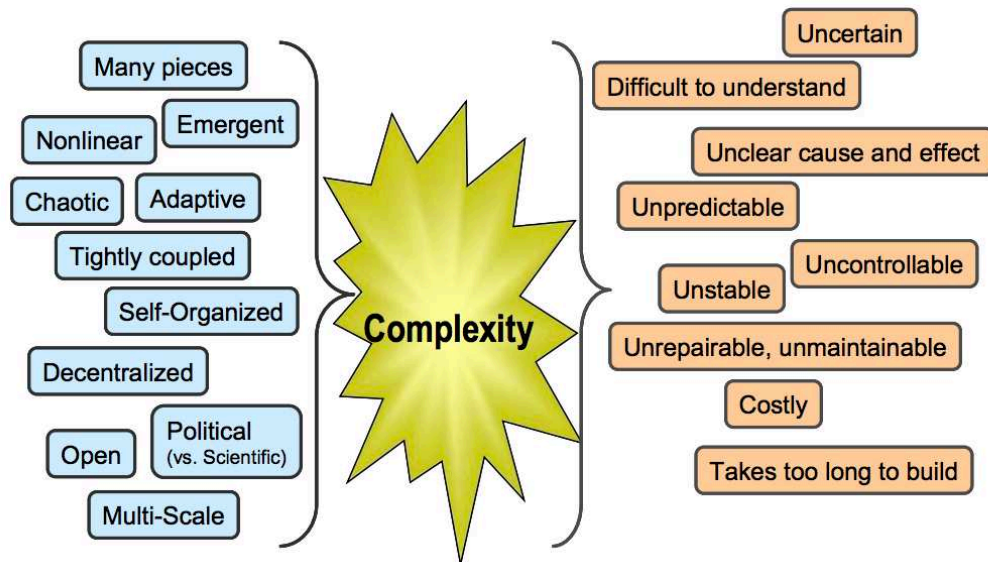 Many pieces
Emergent
Nonlinear
Chaotic
Adaptive
Tightly coupled
Self-Organized
Decentralized
Political
(vs. Scientific)
Open
Multi-Scale
Complexity
Uncertain
Difficult to understand
Unclear cause and effect
Unpredictable
Uncontrollable
Unstable
Unrepairable, unmaintainable
Costly
Takes too long to build